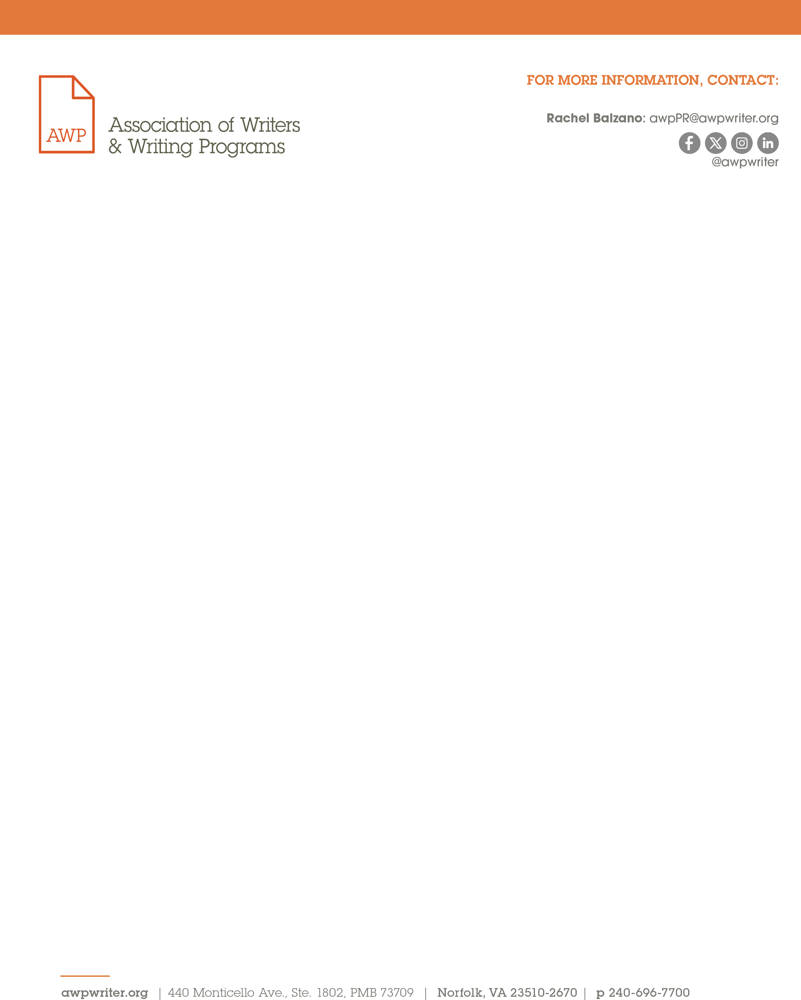 AWP
Association of Writers
& Writing Programs
FOR MORE INFORMATION, CONTACT:
Rachel Balzano: awpPR@awpwriter.org
@awpwriter
awpwriter.org | 440 Monticello Ave., Ste. 1802, PMB 73709 | Norfolk, VA 23510-2670 | p 240-696-7700